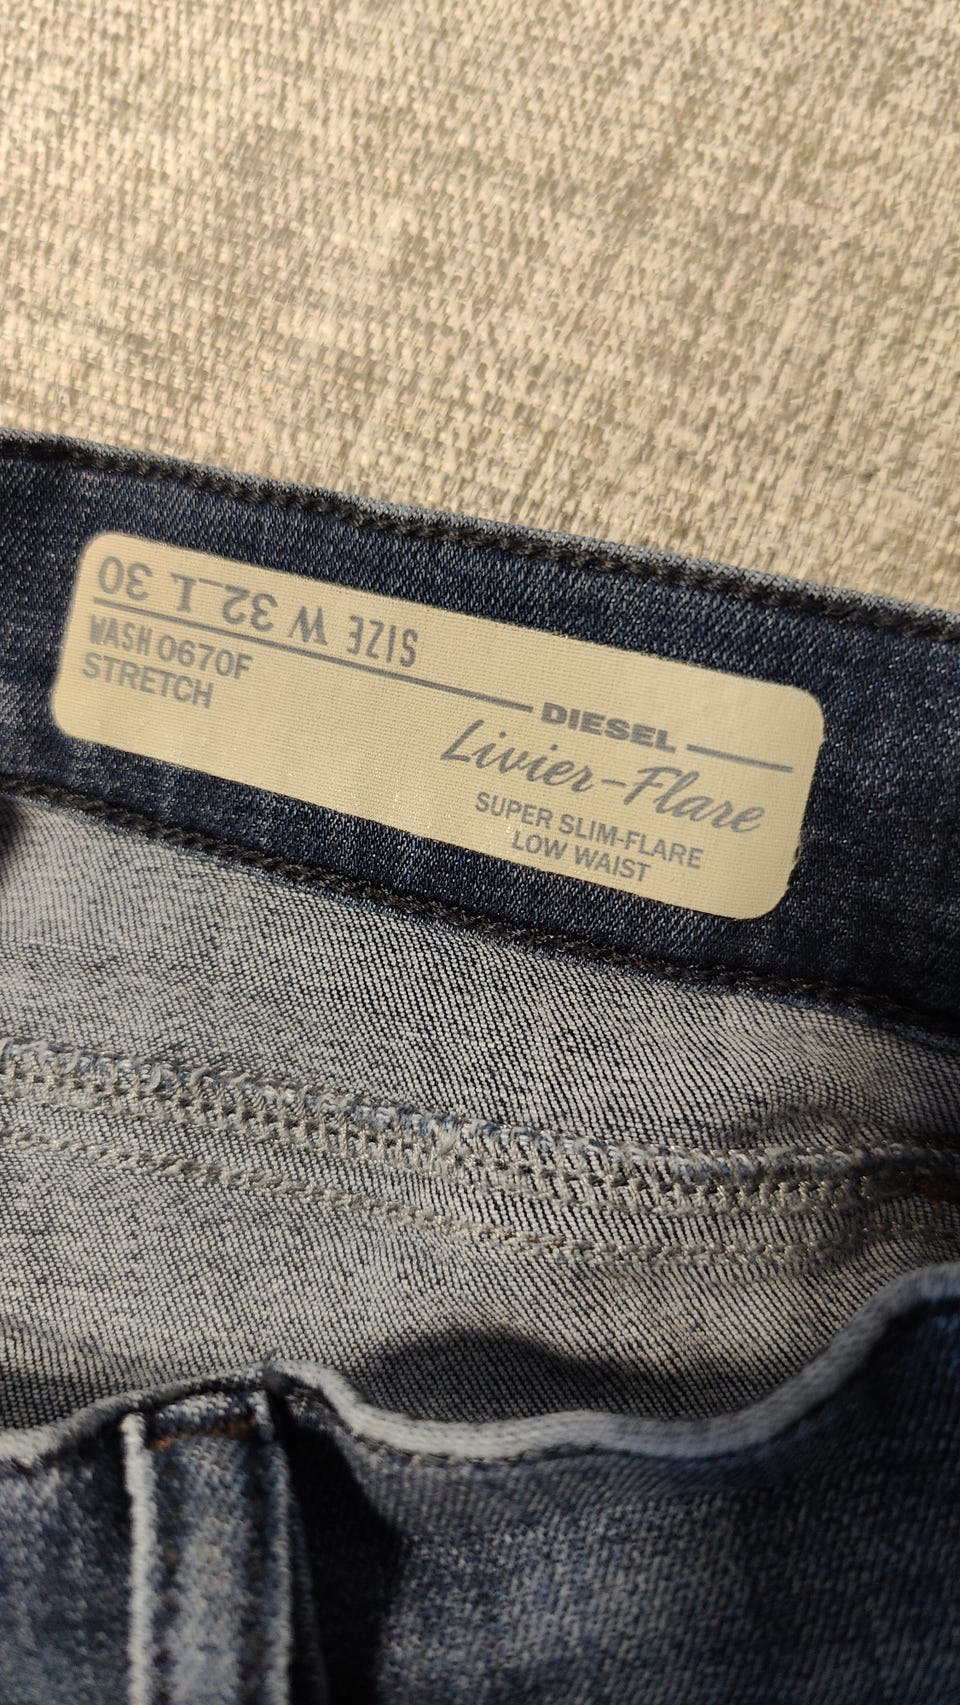 SIZE W 32 L 30
WASH 0670F
STRETCH
DIESEL
Livier-Flare
SUPER SLIM-FLARE
LOW WAIST